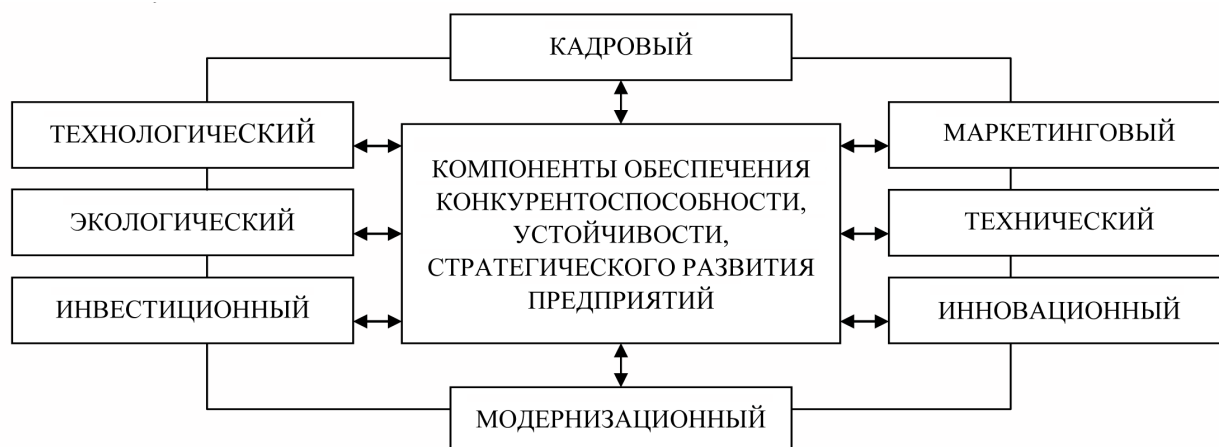 КАДРОВЫЙ
ТЕХНОЛОГИЧЕСКИЙ
МАРКЕТИНГОВЫЙ
КОМПОНЕНТЫ ОБЕСПЕЧЕНИЯ
КОНКУРЕНТОСПОСОБНОСТИ,
УСТОЙЧИВОСТИ,
СТРАТЕГИЧЕСКОГО РАЗВИТИЯ
ПРЕДПРИЯТИЙ
ЭКОЛОГИЧЕСКИЙ
ТЕХНИЧЕСКИЙ
ИНВЕСТИЦИОННЫЙ
ИННОВАЦИОННЫЙ
МОДЕРНИЗАЦИОННЫЙ